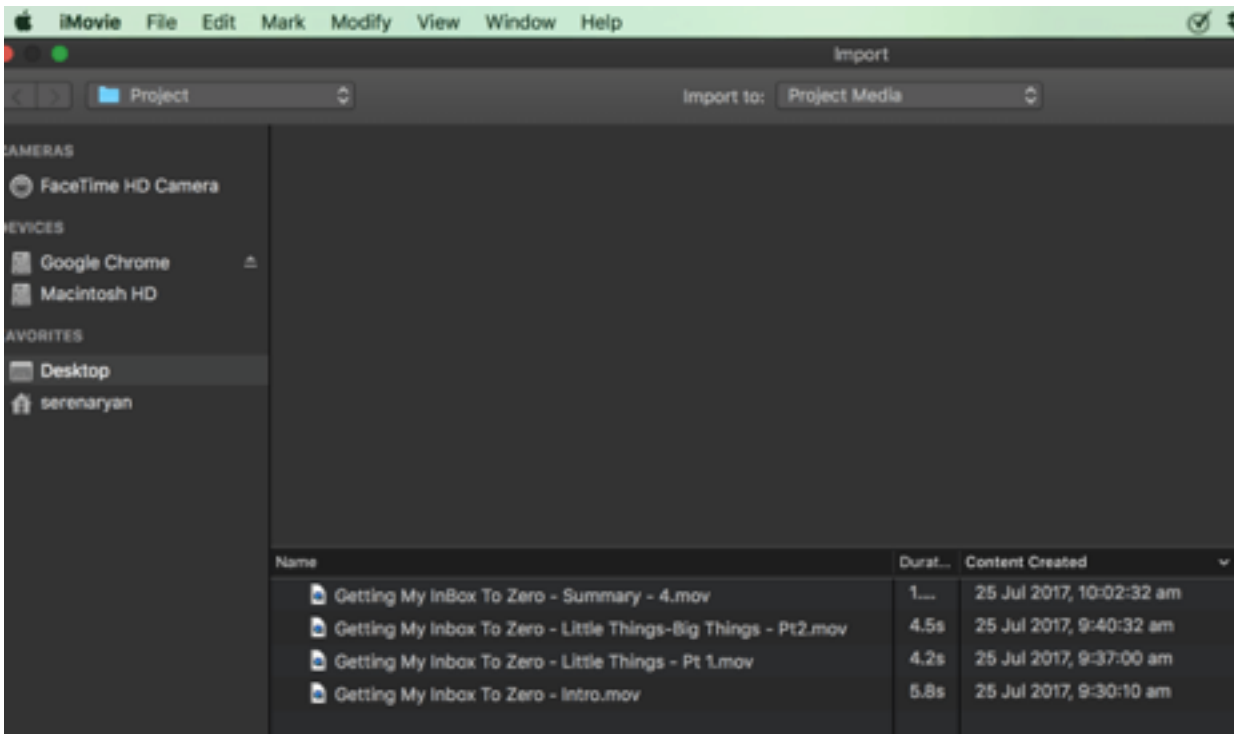 iMovie File Edit Mark Modify View Window Help
Import
Project Import to: Project Media
CAMERAS
FaceTime HD Camera
DEVICES
Google Chrome
Macintosh HD
FAVORITES
Desktop
serenaryan
Name Durat... Content Created
Getting My InBox To Zero - Summary - 4.mov 1.... 25 Jul 2017, 10:02:32 am
Getting My Inbox To Zero - Little Things-Big Things - Pt2.mov 4.5s 25 Jul 2017, 9:40:32 am
Getting My Inbox To Zero - Little Things - Pt 1.mov 4.2s 25 Jul 2017, 9:37:00 am
Getting My Inbox To Zero - Intro.mov 5.8s 25 Jul 2017, 9:30:10 am